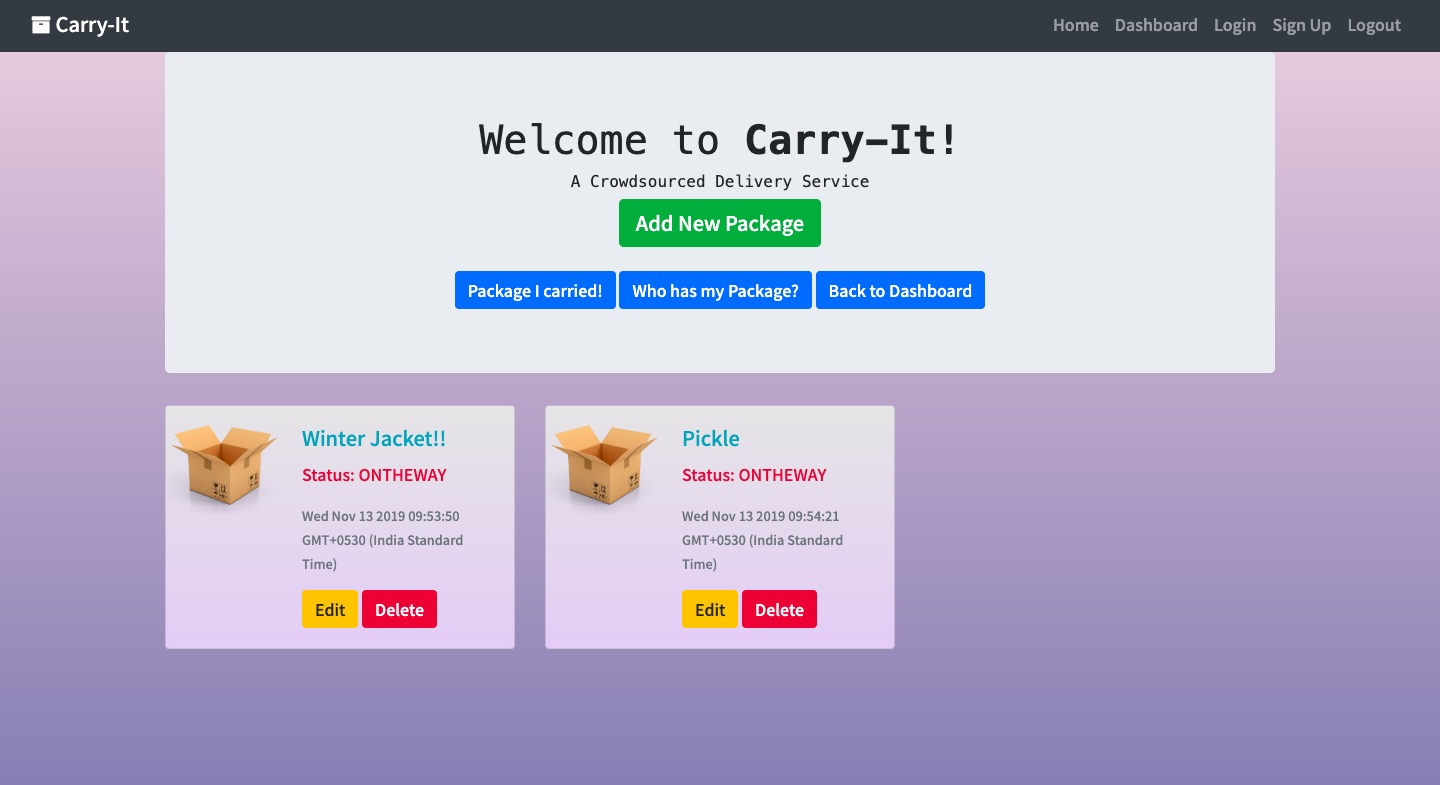 Carry-It
Home Dashboard Login Sign Up Logout
Welcome to Carry-It!
A Crowdsourced Delivery Service
Add New Package
Package I carried! Who has my Package? Back to Dashboard
Winter Jacket!!
Status: ONTHEWAY
Wed Nov 13 2019 09:53:50
GMT+0530 (India Standard
Time)
Edit Delete
Pickle
Status: ONTHEWAY
Wed Nov 13 2019 09:54:21
GMT+0530 (India Standard
Time)
Edit Delete